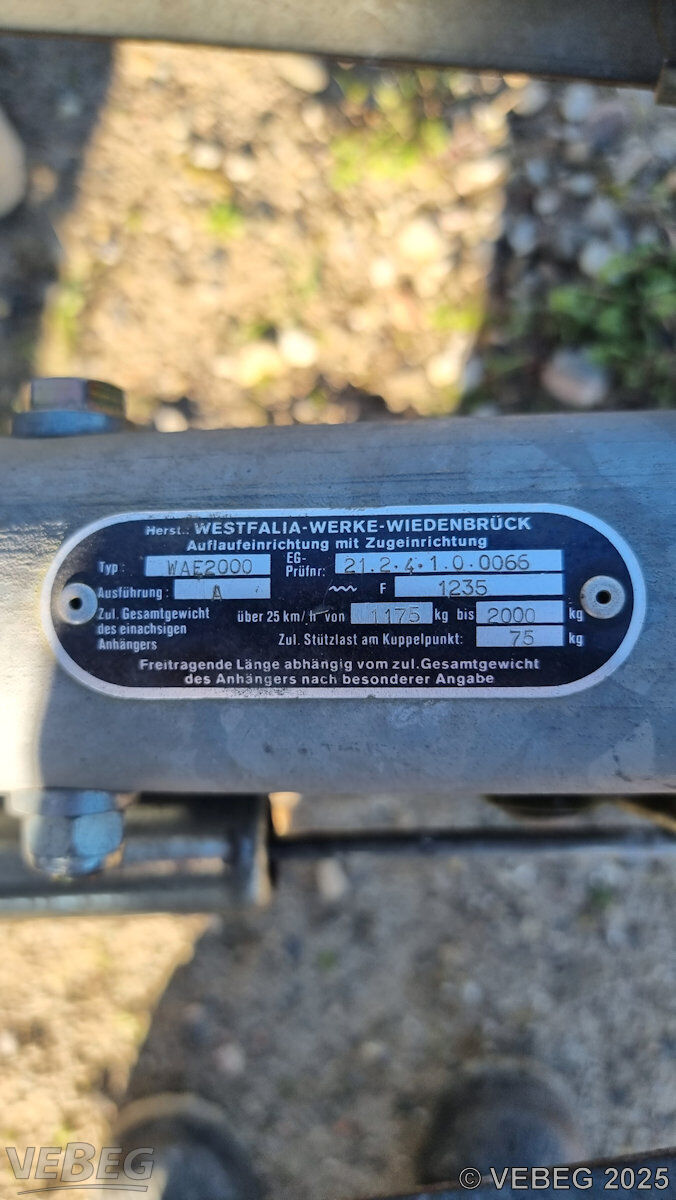 Herst.: WESTFALIA-WERKE-WIEDENBRÜCK
Auflaufeinrichtung mit Zugeinrichtung
Typ: WAE2000 EG-Prüfnr: 21.2.4.1.0.0066
Ausführung: A F 1235
Zul. Gesamtgewicht des einachsigen Anhängers über 25 km/h von 1175 kg bis 2000 kg
Zul. Stützlast am Kuppelpunkt: 75 kg
Freitragende Länge abhängig vom zul.Gesamtgewicht
des Anhängers nach besonderer Angabe
VEBEG
© VEBEG 2025